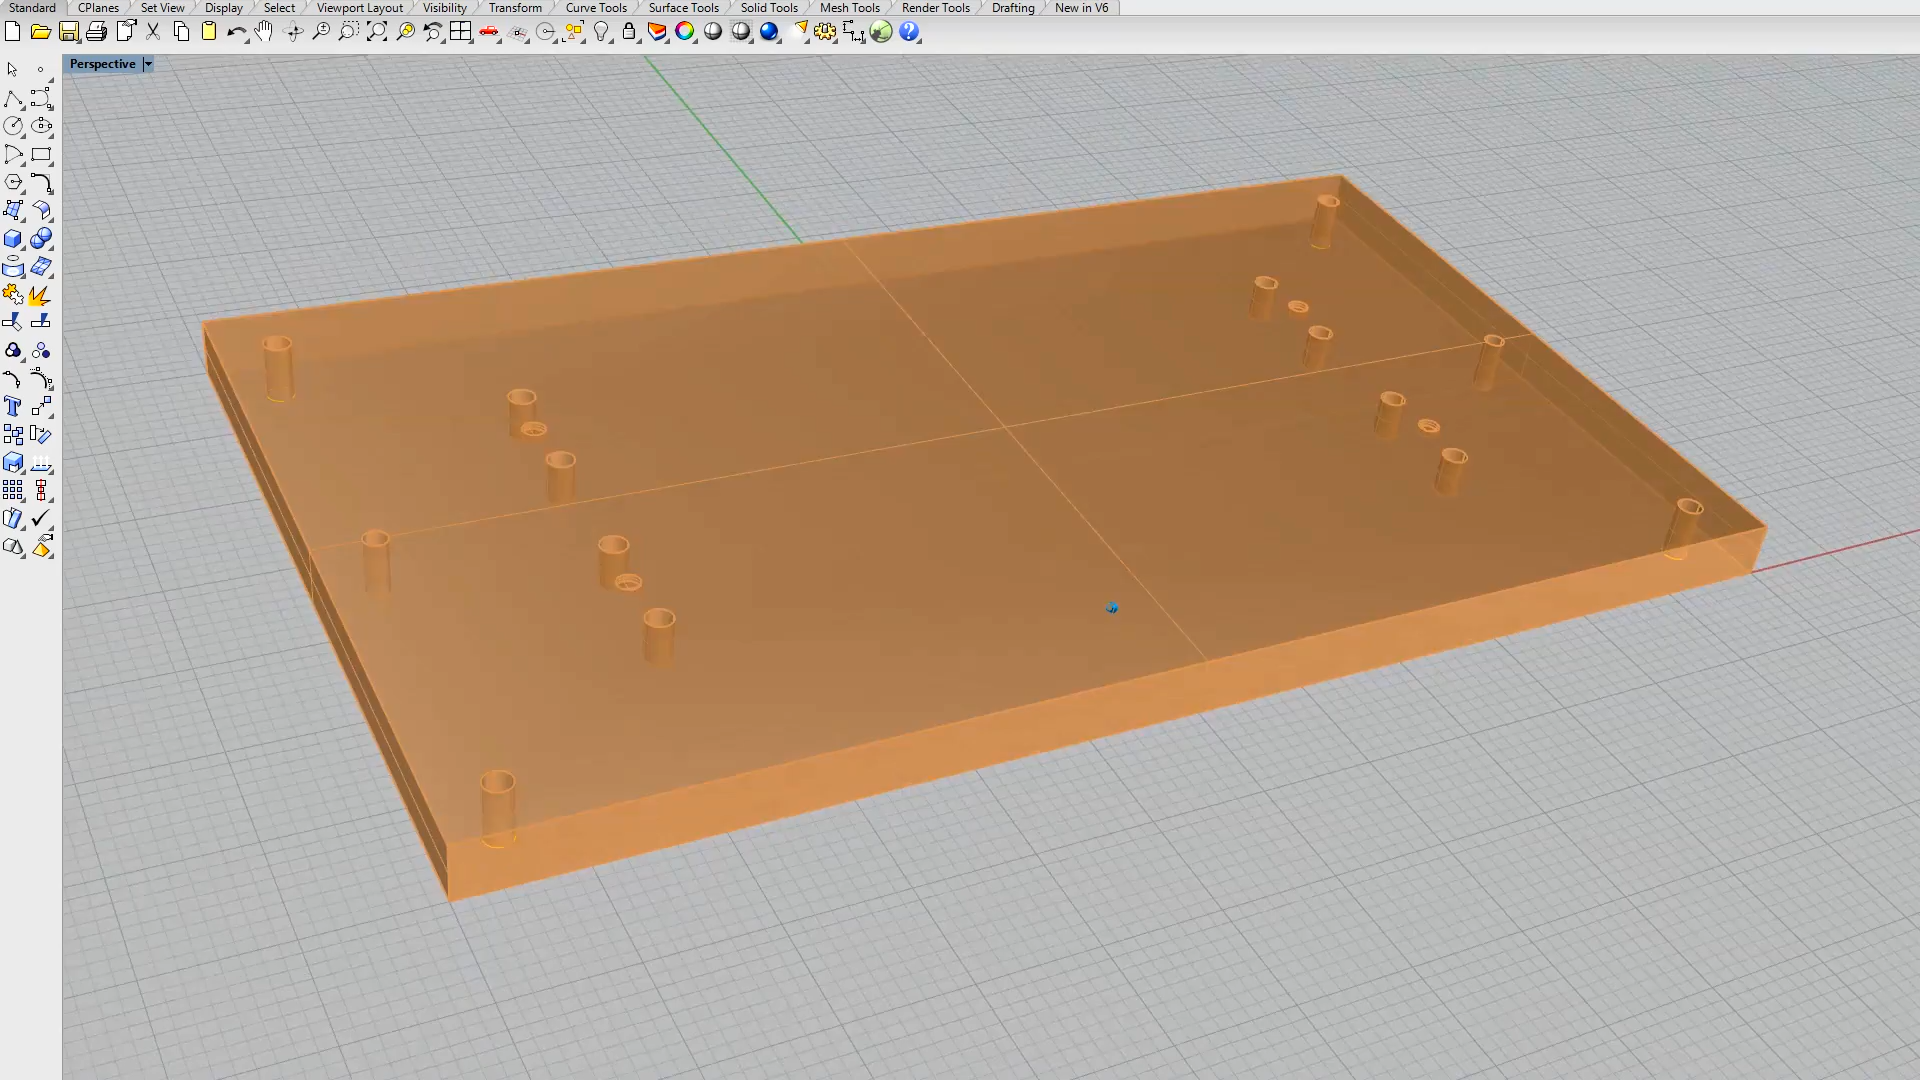 Standard CPlanes Set View Display Select Viewport Layout Visibility Transform Curve Tools Surface Tools Solid Tools Mesh Tools Render Tools Drafting New in V6
Perspective